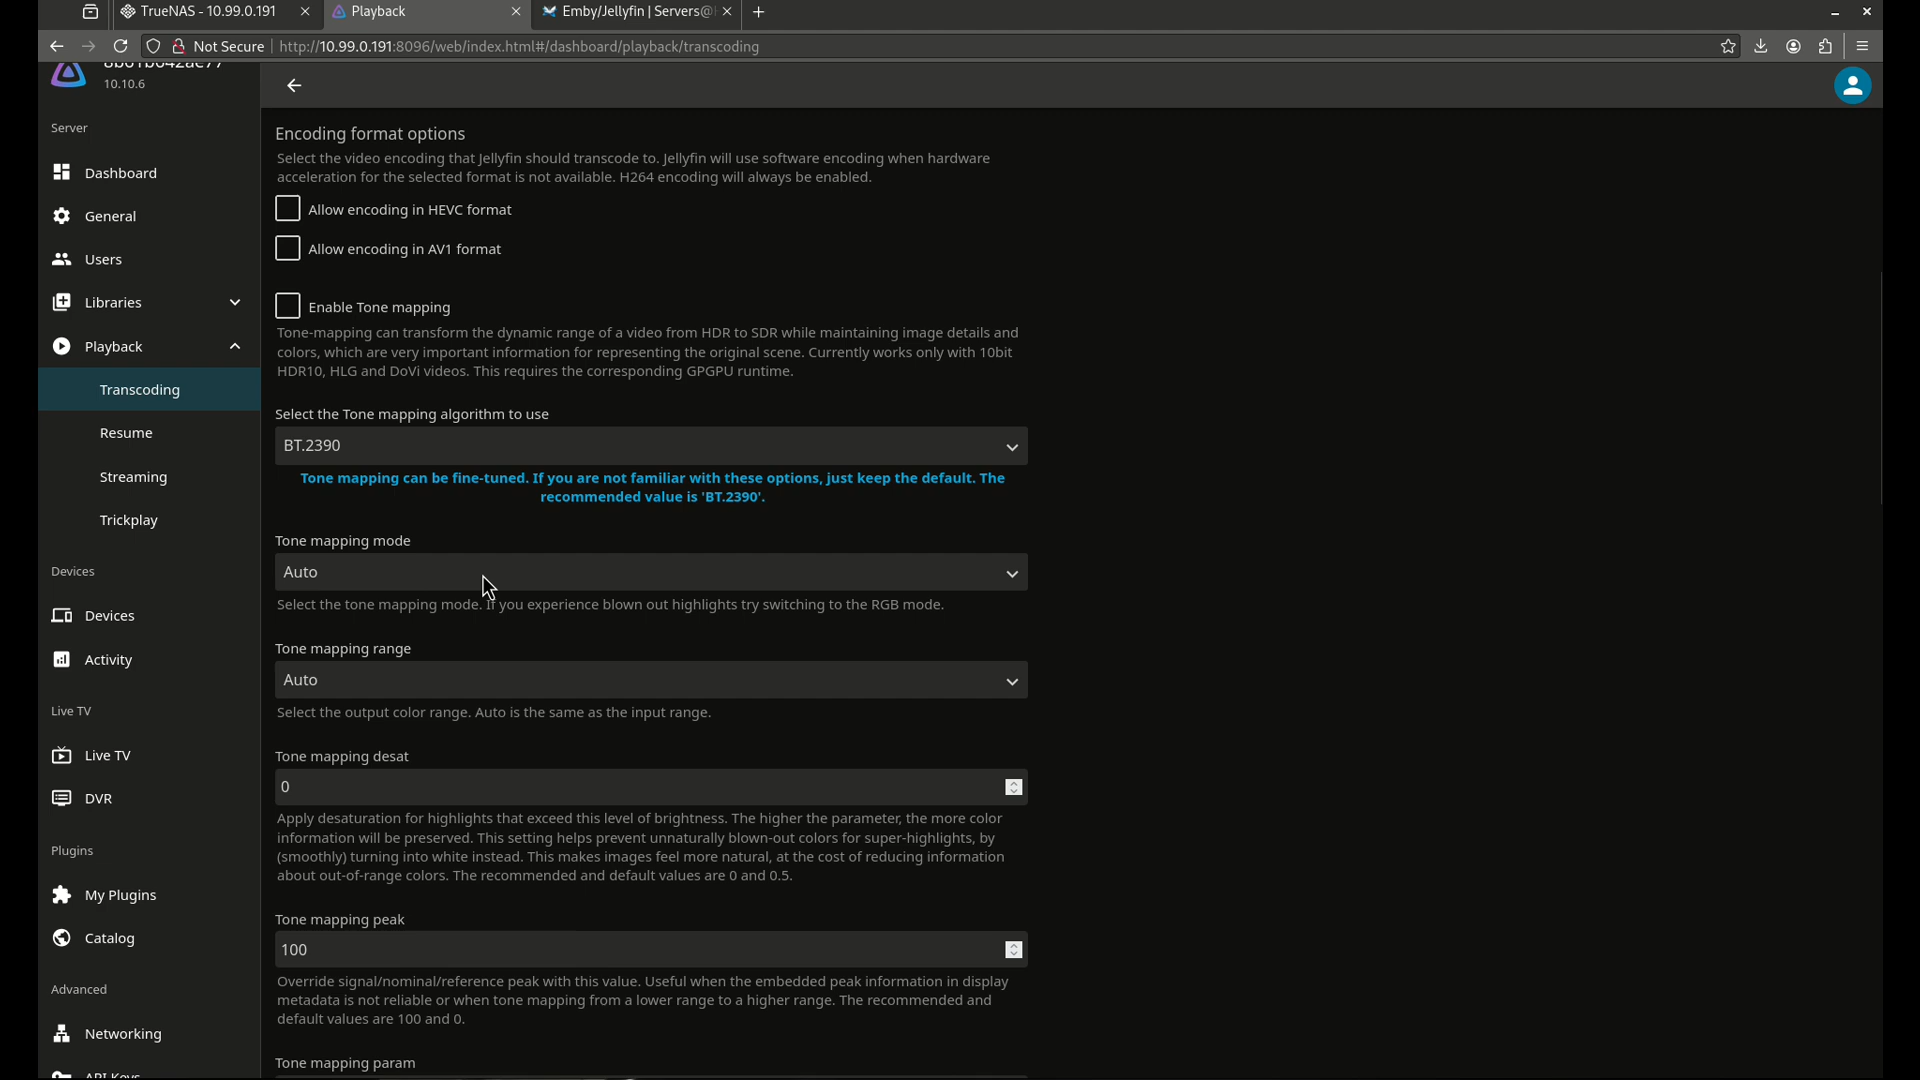 TrueNAS - 10.99.0.191
Playback
Emby/Jellyfin | Servers@
Not Secure
http://10.99.0.191:8096/web/index.html#/dashboard/playback/transcoding
10.10.6
Server
Dashboard
General
Users
Libraries
Playback
Transcoding
Resume
Streaming
Trickplay
Devices
Devices
Activity
Live TV
Live TV
DVR
Plugins
My Plugins
Catalog
Advanced
Networking
API Keys
Encoding format options
Select the video encoding that Jellyfin should transcode to. Jellyfin will use software encoding when hardware
acceleration for the selected format is not available. H264 encoding will always be enabled.
Allow encoding in HEVC format
Allow encoding in AV1 format
Enable Tone mapping
Tone-mapping can transform the dynamic range of a video from HDR to SDR while maintaining image details and
colors, which are very important information for representing the original scene. Currently works only with 10bit
HDR10, HLG and DoVi videos. This requires the corresponding GPGPU runtime.
Select the Tone mapping algorithm to use
BT.2390
Tone mapping can be fine-tuned. If you are not familiar with these options, just keep the default. The
recommended value is 'BT.2390'.
Tone mapping mode
Auto
Select the tone mapping mode. If you experience blown out highlights try switching to the RGB mode.
Tone mapping range
Auto
Select the output color range. Auto is the same as the input range.
Tone mapping desat
0
Apply desaturation for highlights that exceed this level of brightness. The higher the parameter, the more color
information will be preserved. This setting helps prevent unnaturally blown-out colors for super-highlights, by
(smoothly) turning into white instead. This makes images feel more natural, at the cost of reducing information
about out-of-range colors. The recommended and default values are 0 and 0.5.
Tone mapping peak
100
Override signal/nominal/reference peak with this value. Useful when the embedded peak information in display
metadata is not reliable or when tone mapping from a lower range to a higher range. The recommended and
default values are 100 and 0.
Tone mapping param